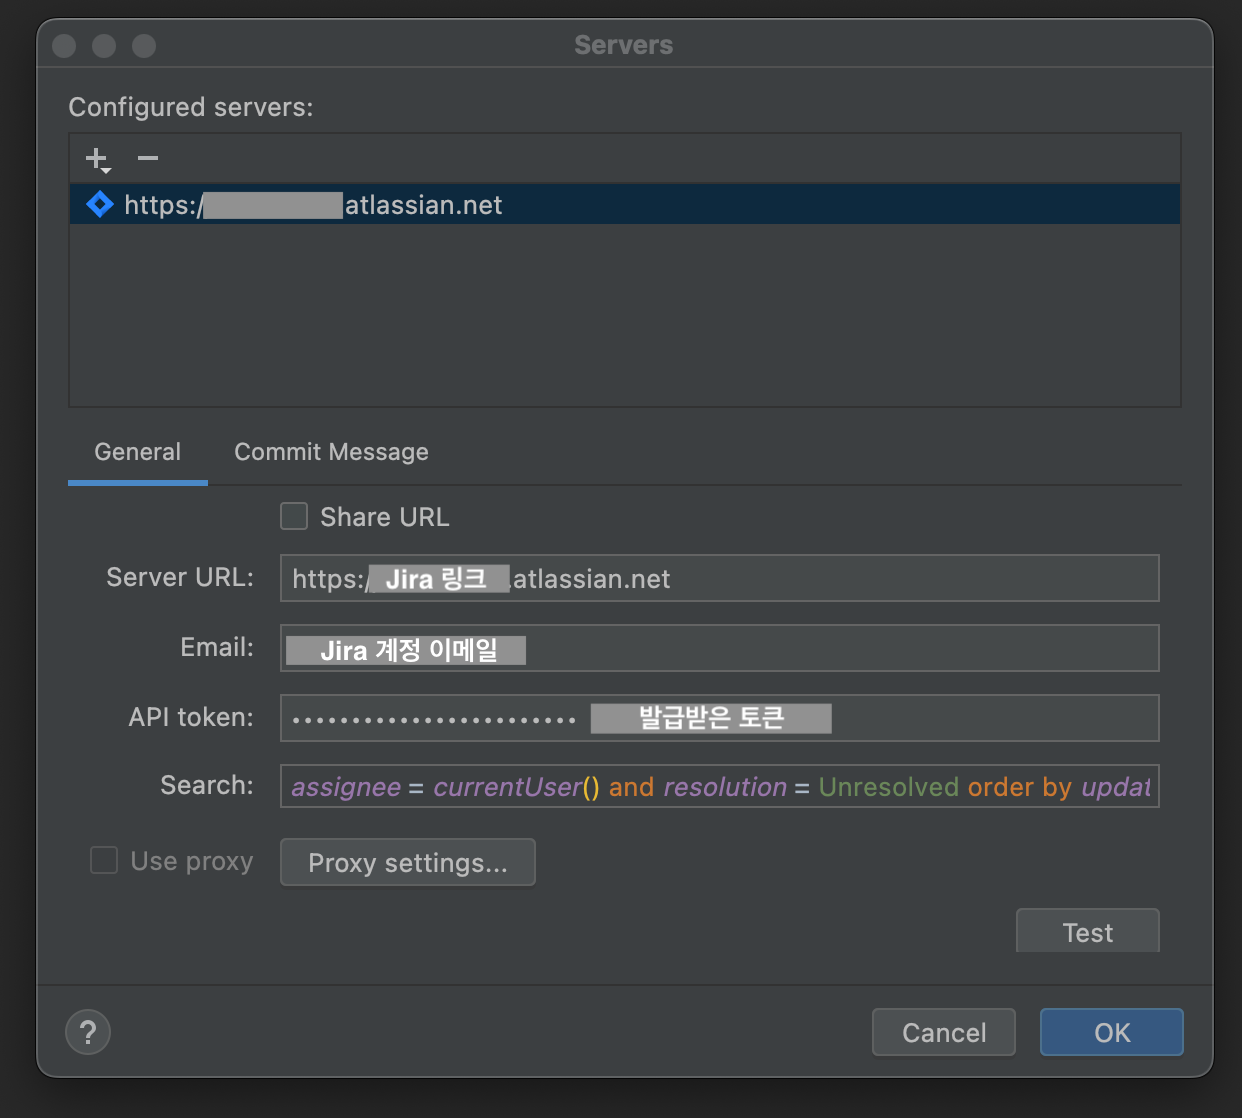 Servers
Configured servers:
https:/ atlassian.net
General Commit Message
Share URL
Server URL: https:/ Jira 링크 .atlassian.net
Email: Jira 계정 이메일
API token: •••••••••••••••••••••••• 발급받은 토큰
Search: assignee = currentUser() and resolution = Unresolved order by updat
Use proxy Proxy settings...
Test
? Cancel OK